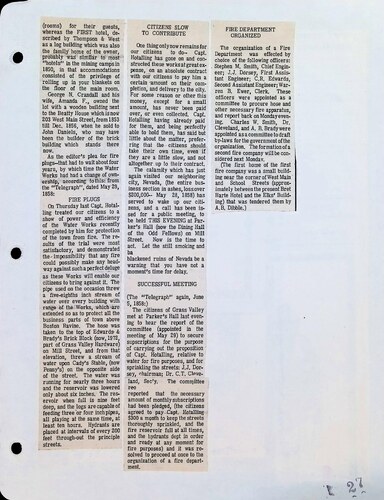 (rooms) for their guests,
whereas the FIRST hotel, de-
scribed by Thompson & West
as a log building which also
the family home of the owner,
probably was similar to most
"hotels" in the mining camps in
1850, in that accommodations
consisted of the privilege of
rolling up in your blankets on
the floor of the main room.
George N. Crandall and his
wife, Amanda F., owned the
lot with a wooden building next
to the Beatty House which is now
203 West Main Street, from 1853
till Dec. 1856, when he sold to
John Daniels, who may have
been the builder of the brick
building which stands there
now.
As the editor's plea for fire
plugs—that had to wait about four
years, by which time the Water
Works had had a change of own-
ership, according to this from
the "Telegraph", dated May 29,
1858:
FIRE PLUGS
On Thursday last Capt. Rotall-
ing treated our citizens to a
show of power and efficiency
of the Water Works recently
completed by him for protection
of the town from fire. The re-
sults of the trial were most
satisfactory, and demonstrated
the impossibility that any fire
could possibly make any head-
way against such a perfect deluge
as these Works will enable our
citizens to bring against it. The
pipe used on the occasion threw
a five-eighths inch stream of
water over every building with
range of the Works, which are
extended so as to protect all the
business parts of town above
Boston Ravine. The hose was
taken to the top of Edwards &
Brady's Brick Block (now, 1970,
part of Grass Valley Hardware)
on Mill Street, and from that
elevation, threw a stream of
water upon Cady's Stable, (now
Penny's) on the opposite side
of the street. The water was
running for nearly three hours
and the reservoir was lowered
only about six inches. The res-
ervoir when full is nine feet
deep, and the lugs are capable of
feeding three or four inch pipes,
all playing at the same time, at
least ten hours. Hydrants are
placed at intervals of every 200
feet through-out the principle
streets.
CITIZENS SLOW
TO CONTRIBUTE
One thing only now remains for
our citizens to do— Capt.
Rotalling has gone on and con-
structed these works at great ex-
pense, on an absolute contract
with our citizens to pay him a
certain amount on their com-
pletion, and delivery to the city.
For some reason or other this
money, except for a small
amount, has never been paid
over, or even collected. Capt.
Rotalling having already paid
for them, and being perfectly
able to hold them, has said but
little about the matter, prefer-
ring that the citizens should
take their own time, even if
they are a little slow, and not
altogether up to their contract.
The calamity which has just
again visited our neighboring
city, Nevada, (the entire bus-
iness section in ashes, loss over
$200,000— May 28, 1858) has
served to wake up our citi-
zens, and a call has been is-
sued for a public meeting, to
be held THIS EVENING at Par-
ker's Hall (now the Dining Hall
of the Odd Fellows) on Mill
Street. Now is the time to
act. Let the still smoking and
blackened ruins of Nevada be a
warning that you have not a
moment's time for delay.
SUCCESSFUL MEETING
(The "Telegraph" again, June
5, 1858:)
The citizens of Grass Valley
met at Parker's Hall last even-
ing to hear the report of the
committee (appointed in the
meeting of May 29) to secure
superscriptions for the purpose
of carrying out the proposition
of Capt. Rotalling, relative to
water for fire purposes, and for
sprinkling the streets: J.J. Dor-
sey, chairman; Dr. C.T. Cleve-
land, Sec'y. The committee
reported that the necessary
amount of monthly subscriptions
had been pledged, (the citizens
agreed to pay Capt. Rotalling
$300 a month to keep the streets
thoroughly sprinkled, and the
fire reservoir full at all times,
and the hydrants kept in order
and ready at any moment for
fire purposes) and it was re-
solved to proceed at once to the
organization of a fire depart-
ment.
FIRE DEPARTMENT
ORGANIZED
The organization of a Fire
Department was effected by
choice of the following officers:
Stephen M. Smith, Chief Engin-
eer; J.J. Dorsey, First Assist-
ant Engineer; C.R. Edwards,
Second Assistant Engineer; War-
ren B. Ewer, Clerk. These
officers were appointed as a
committee to procure hose and
other necessary fire apparatus,
and report back on Monday even-
ing. Charles W. Smith, Dr.
Cleveland, and A. B. Brady were
appointed as a committee to draft
by-laws for the government of
the organization. The formation of
a second fire company will be con-
sidered next Monday.
(The first home of the first
fire company was a small build-
ing near the corner of West Main
and School Streets (approxi-
mately between the present Bret
Harte Hotel and the Elks' Build-
ing) that was tendered them by
A.B. Dibble.)
27